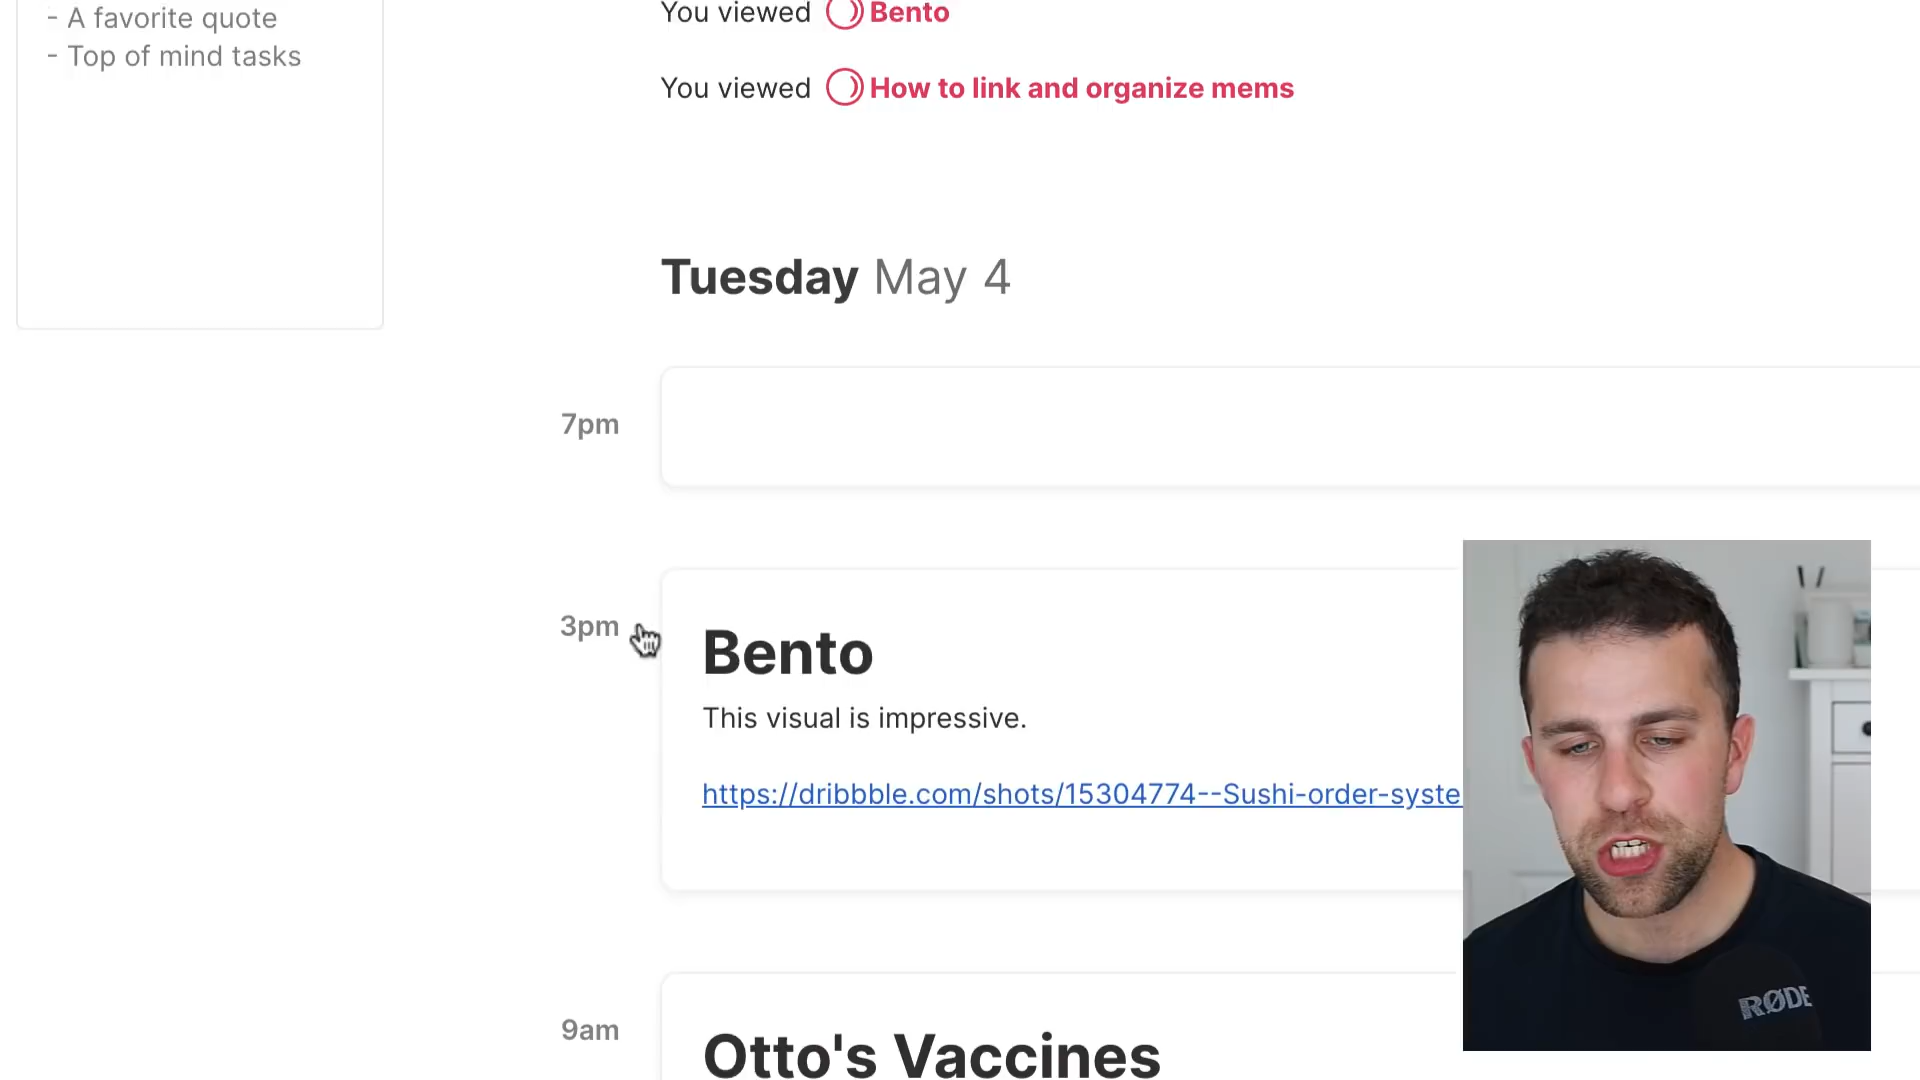 - A favorite quote
- Top of mind tasks
You viewed Bento
You viewed How to link and organize mems
Tuesday May 4
7pm
3pm
Bento
This visual is impressive.
https://dribbble.com/shots/15304774--Sushi-order-syste
9am
Otto's Vaccines
RØDE